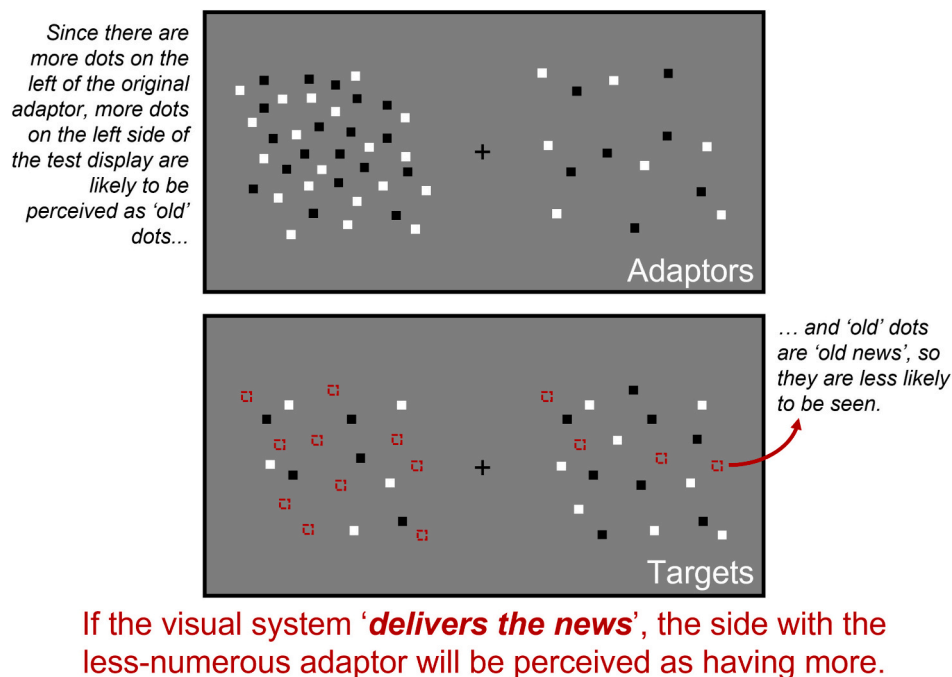 Since there are
more dots on the
left of the original
adaptor, more dots
on the left side of
the test display are
likely to be
perceived as ‘old’
dots...
Adaptors
… and ‘old’ dots
are ‘old news’, so
they are less likely
to be seen.
Targets
If the visual system ‘delivers the news’, the side with the
less-numerous adaptor will be perceived as having more.